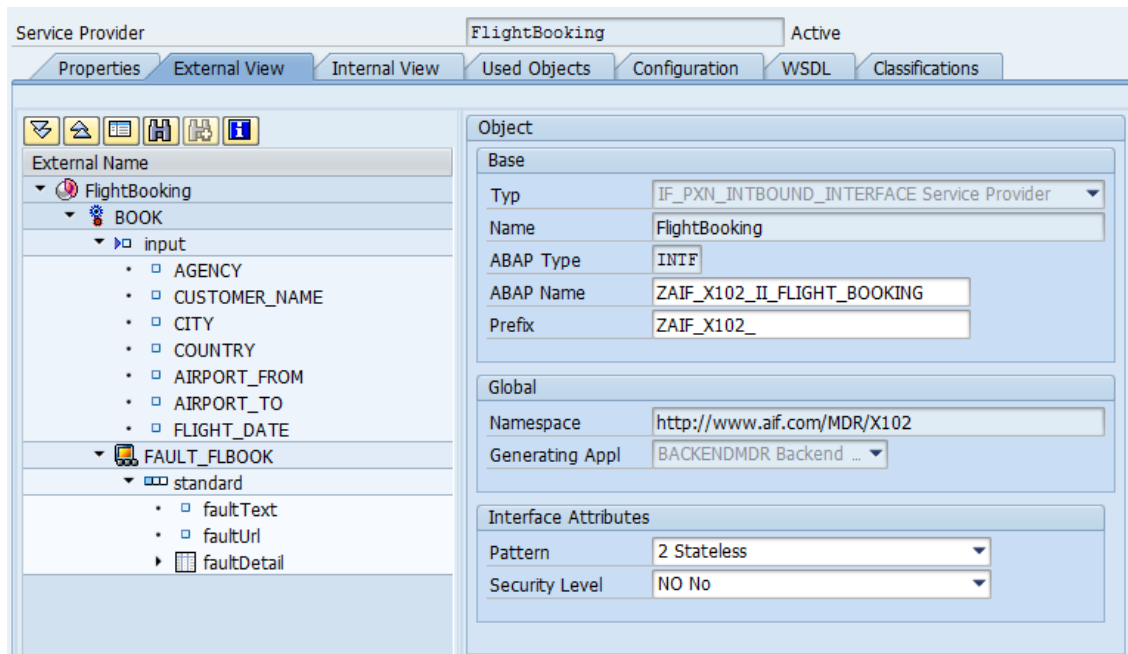 Service Provider FlightBooking Active
Properties External View Internal View Used Objects Configuration WSDL Classifications
External Name
FlightBooking
BOOK
input
AGENCY
CUSTOMER_NAME
CITY
COUNTRY
AIRPORT_FROM
AIRPORT_TO
FLIGHT_DATE
FAULT_FLBOOK
standard
faultText
faultUrl
faultDetail
Object
Base
Typ IF_PXN_INTBOUND_INTERFACE Service Provider
Name FlightBooking
ABAP Type INTF
ABAP Name ZAIF_X102_II_FLIGHT_BOOKING
Prefix ZAIF_X102_
Global
Namespace http://www.aif.com/MDR/X102
Generating Appl BACKENDMDR Backend ...
Interface Attributes
Pattern 2 Stateless
Security Level NO No